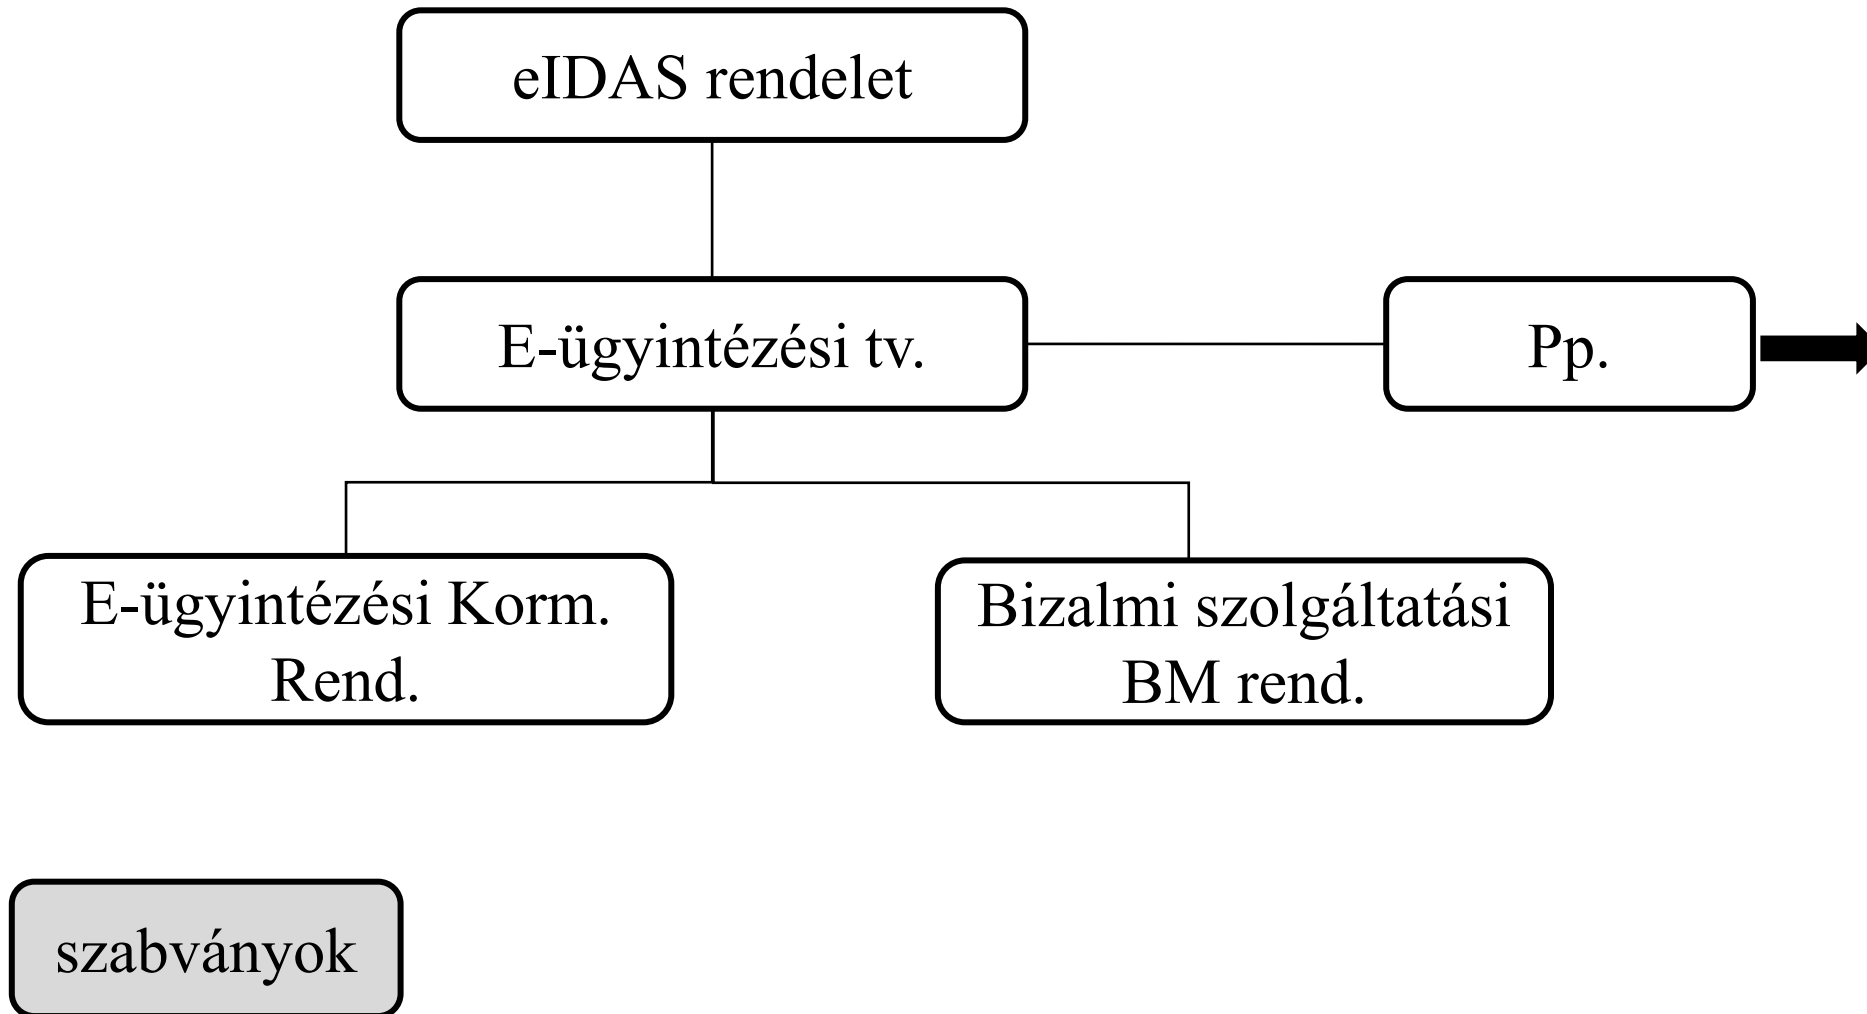 eIDAS rendelet
E-ügyintézési tv.
Pp.
E-ügyintézési Korm.
Rend.
Bizalmi szolgáltatási
BM rend.
szabványok